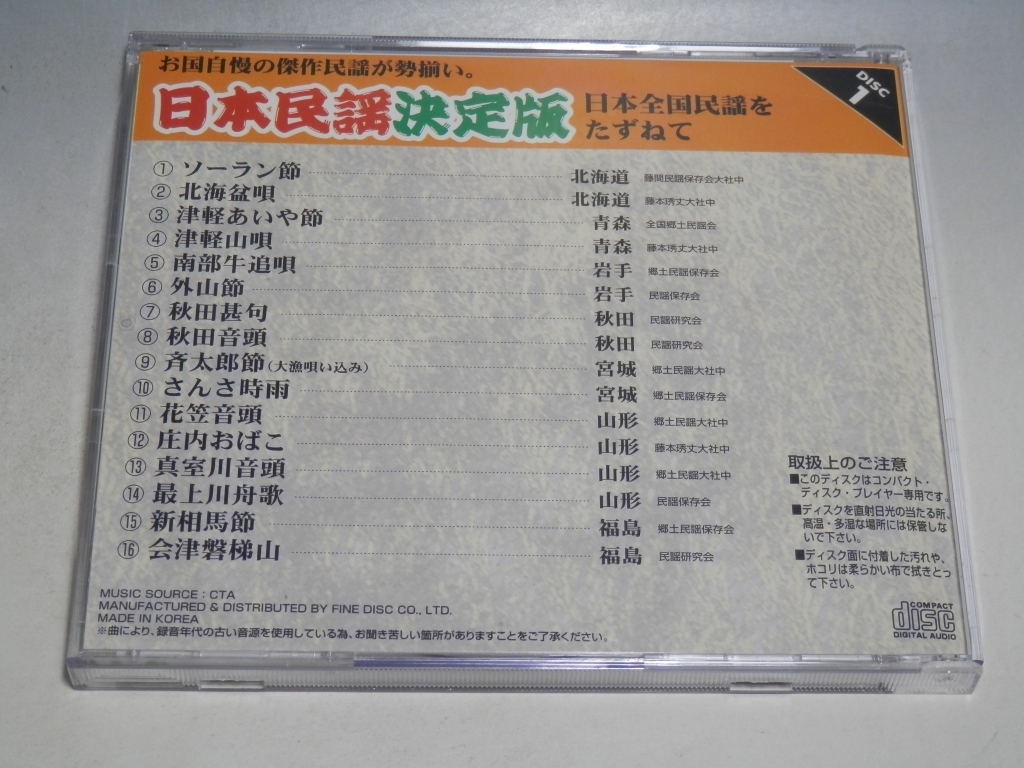 お国自慢の傑作民謡が勢揃い。
日本民謡決定版 日本全国民謡を
たずねて
DISC
1
① ソーラン節 北海道 藤間民謡保存会大社中
② 北海盆唄 北海道 藤本琇丈大社中
③ 津軽あいや節 青森 全国郷土民謡会
④ 津軽山唄 青森 藤本琇丈大社中
⑤ 南部牛追唄 岩手 郷土民謡保存会
⑥ 外山節 岩手 民謡保存会
⑦ 秋田甚句 秋田 民謡研究会
⑧ 秋田音頭 秋田 民謡研究会
⑨ 斉太郎節(大漁唄い込み) 宮城 郷土民謡大社中
⑩ さんさ時雨 宮城 郷土民謡保存会
⑪ 花笠音頭 山形 郷土民謡大社中
⑫ 庄内おばこ 山形 藤本琇丈大社中
⑬ 真室川音頭 山形 郷土民謡大社中
⑭ 最上川舟歌 山形 民謡保存会
⑮ 新相馬節 福島 郷土民謡保存会
⑯ 会津磐梯山 福島 民謡研究会
取扱上のご注意
■このディスクはコンパクト・
ディスク・プレイヤー専用です。
■ディスクを直射日光の当たる所、
高温・多湿な場所には保管しな
いで下さい。
■ディスク面に付着した汚れや、
ホコリは柔らかい布で拭きとっ
て下さい。
MUSIC SOURCE : CTA
MANUFACTURED & DISTRIBUTED BY FINE DISC CO., LTD.
MADE IN KOREA
※曲により、録音年代の古い音源を使用している為、お聞き苦しい箇所がありますことをご了承ください。
COMPACT
disc
DIGITAL AUDIO